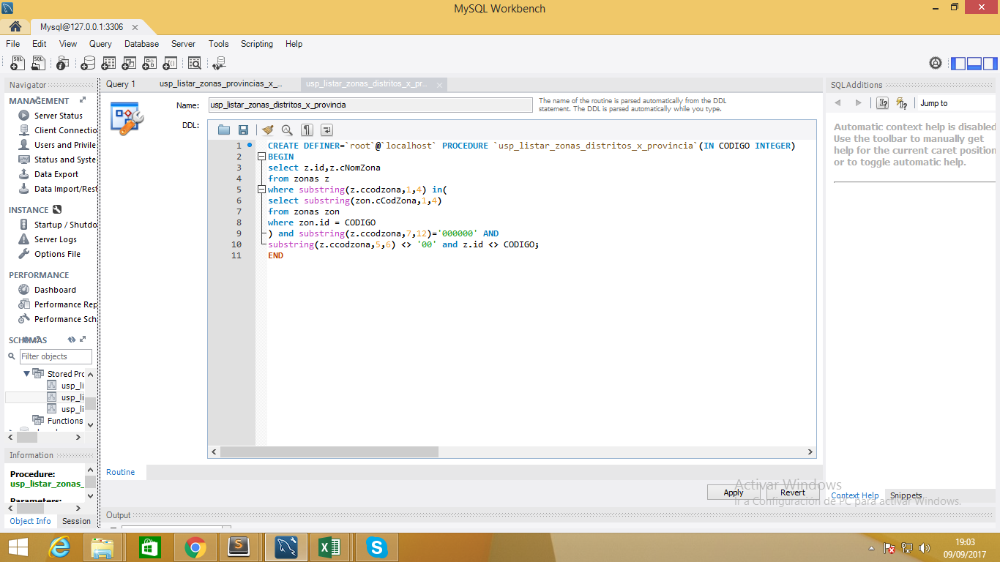 MySQL Workbench
Mysql@127.0.0.1:3306
File Edit View Query Database Server Tools Scripting Help
Navigator
MANAGEMENT
Server Status
Client Connectio
Users and Privile
Status and Syste
Data Export
Data Import/Rest
INSTANCE
Startup / Shutdo
Server Logs
Options File
PERFORMANCE
Dashboard
Performance Rep
Performance Sch
SCHEMAS
Filter objects
Stored Pro
usp_li
usp_li
usp_li
Functions
Information
Procedure:
usp_listar_zonas_
Parameters:
Object Info Session
Query 1 usp_listar_zonas_provincias_x_... usp_listar_zonas_distritos_x_pr...
Name: usp_listar_zonas_distritos_x_provincia
The name of the routine is parsed automatically from the DDL
statement. The DDL is parsed automatically while you type.
DDL:
1 CREATE DEFINER=`root`@`localhost` PROCEDURE `usp_listar_zonas_distritos_x_provincia`(IN CODIGO INTEGER)
2 BEGIN
3 select z.id,z.cNomZona
4 from zonas z
5 where substring(z.ccodzona,1,4) in(
6 select substring(zon.cCodZona,1,4)
7 from zonas zon
8 where zon.id = CODIGO
9 ) and substring(z.ccodzona,7,12)='000000' AND
10 substring(z.ccodzona,5,6) <> '00' and z.id <> CODIGO;
11 END
Routine
Apply Revert
Output
SQLAdditions
Jump to
Automatic context help is disabled
Use the toolbar to manually get
help for the current caret position
or to toggle automatic help.
Context Help Snippets
Activar Windows
Ir a Configuración de PC para activar Windows.
19:03
09/09/2017